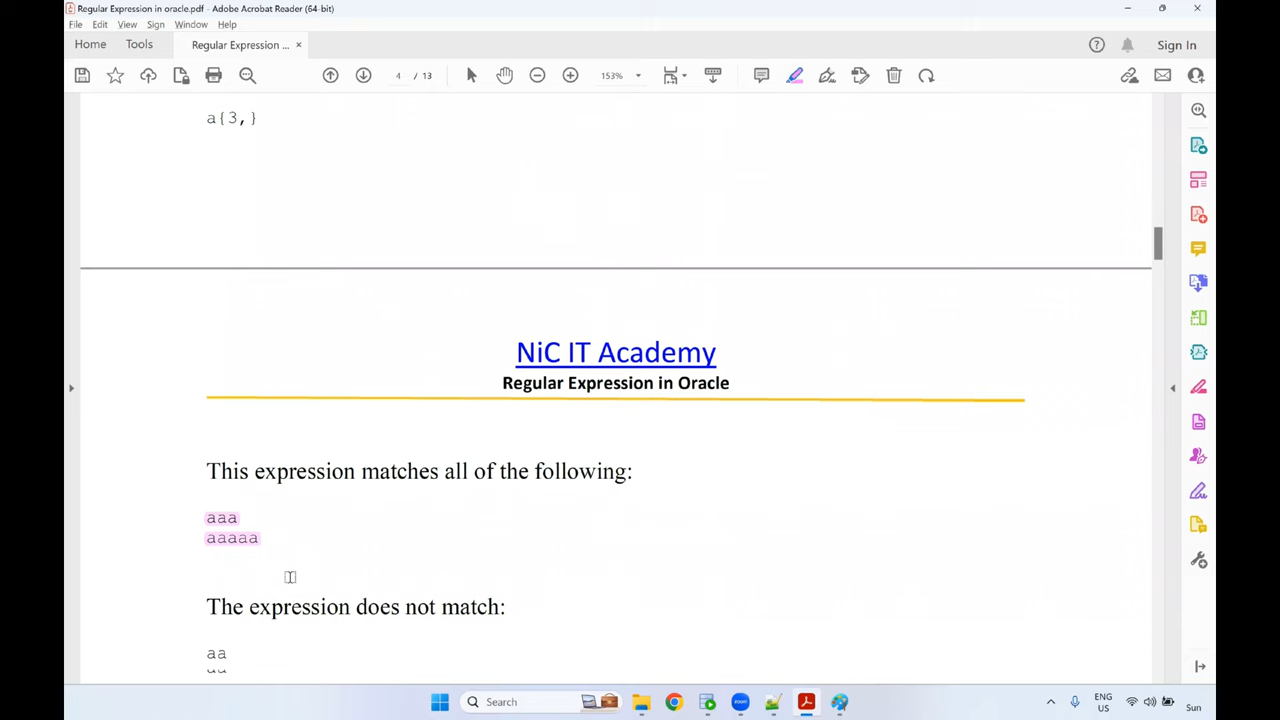 Regular Expression in oracle.pdf - Adobe Acrobat Reader (64-bit)
File Edit View Sign Window Help
Home Tools Regular Expression ... × Sign In
4 / 13 153%
a{3,}
NiC IT Academy
Regular Expression in Oracle
This expression matches all of the following:
aaa
aaaaa
The expression does not match:
aa
Search
ENG
US
Sun